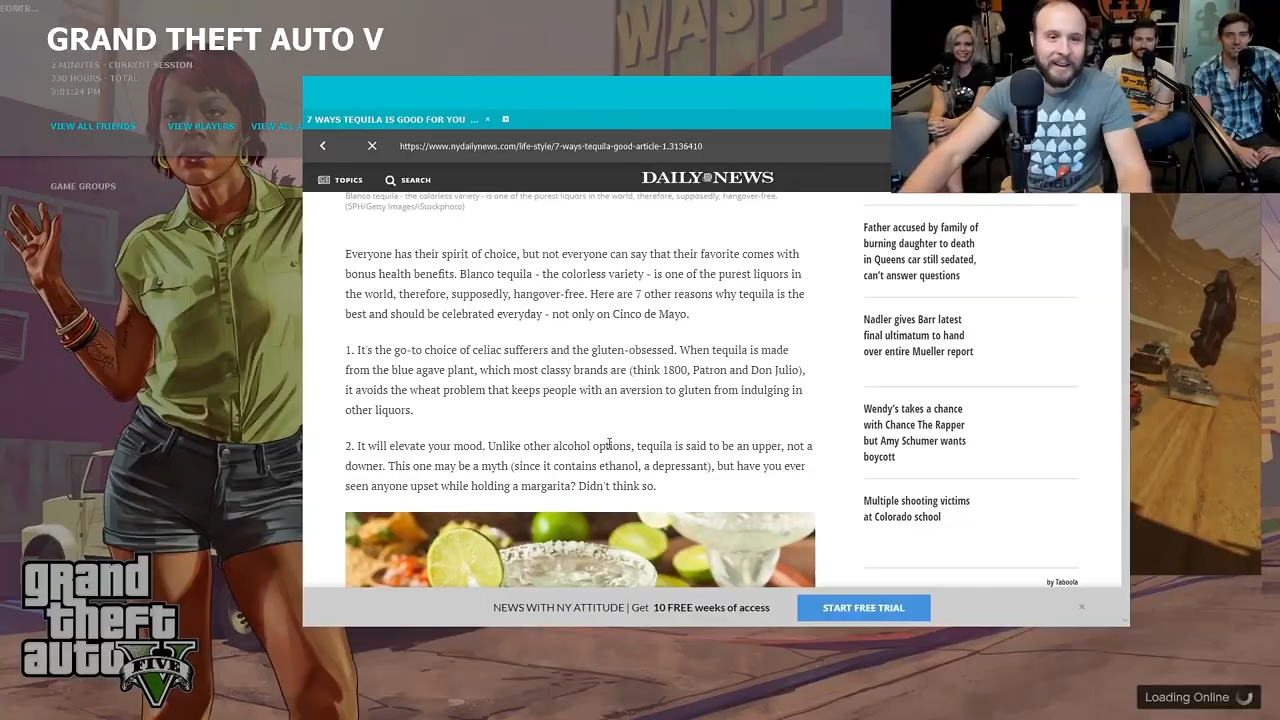 GRAND THEFT AUTO V
2 MINUTES - CURRENT SESSION
330 HOURS - TOTAL
3:01:24 PM
VIEW ALL FRIENDS
VIEW PLAYERS
VIEW ALL A
GAME GROUPS
WASH
7 WAYS TEQUILA IS GOOD FOR YOU ...
https://www.nydailynews.com/life-style/7-ways-tequila-good-article-1.3136410
TOPICS
SEARCH
DAILY NEWS
Blanco tequila - the colorless variety - is one of the purest liquors in the world, therefore, supposedly, hangover-free.
(5PH/Getty Images/iStockphoto)
Everyone has their spirit of choice, but not everyone can say that their favorite comes with
bonus health benefits. Blanco tequila - the colorless variety - is one of the purest liquors in
the world, therefore, supposedly, hangover-free. Here are 7 other reasons why tequila is the
best and should be celebrated everyday - not only on Cinco de Mayo.
1. It's the go-to choice of celiac sufferers and the gluten-obsessed. When tequila is made
from the blue agave plant, which most classy brands are (think 1800, Patron and Don Julio),
it avoids the wheat problem that keeps people with an aversion to gluten from indulging in
other liquors.
2. It will elevate your mood. Unlike other alcohol options, tequila is said to be an upper, not a
downer. This one may be a myth (since it contains ethanol, a depressant), but have you ever
seen anyone upset while holding a margarita? Didn't think so.
Father accused by family of
burning daughter to death
in Queens car still sedated,
can't answer questions
Nadler gives Barr latest
final ultimatum to hand
over entire Mueller report
Wendy's takes a chance
with Chance The Rapper
but Amy Schumer wants
boycott
Multiple shooting victims
at Colorado school
by Taboola
NEWS WITH NY ATTITUDE | Get 10 FREE weeks of access
START FREE TRIAL
grand
theft
auto
V
FIVE
Loading Online